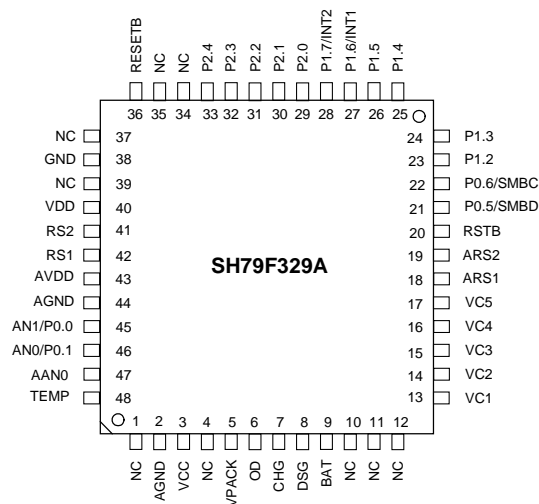 RESETB NC NC P2.4 P2.3 P2.2 P2.1 P2.0 P1.7/INT2 P1.6/INT1 P1.5 P1.4
36 35 34 33 32 31 30 29 28 27 26 25
NC 37 24 P1.3
GND 38 23 P1.2
NC 39 22 P0.6/SMBC
VDD 40 21 P0.5/SMBD
RS2 41 20 RSTB
RS1 42 19 ARS2
SH79F329A
AVDD 43 18 ARS1
AGND 44 17 VC5
AN1/P0.0 45 16 VC4
AN0/P0.1 46 15 VC3
AAN0 47 14 VC2
TEMP 48 13 VC1
1 2 3 4 5 6 7 8 9 10 11 12
NC AGND VCC NC VPACK OD CHG DSG BAT NC NC NC